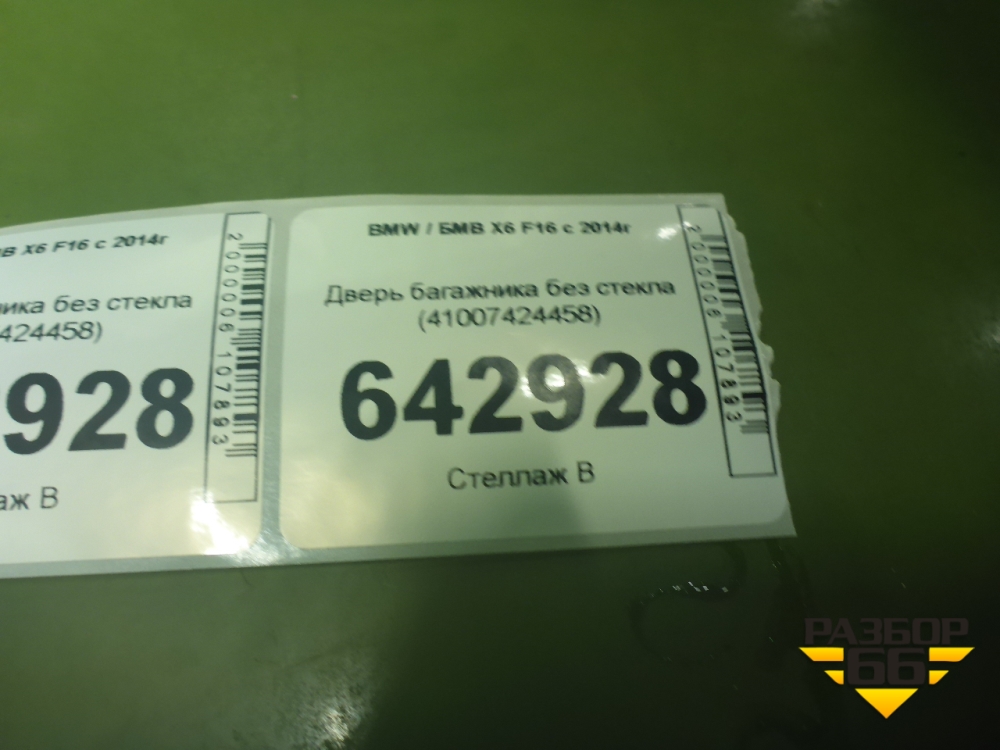 В X6 F16 с 2014г
ика без стекла
424458)
928
аж В
2000006107893
BMW / БМВ X6 F16 с 2014г
Дверь багажника без стекла
(41007424458)
642928
Стеллаж В
2000006107893
РАЗБОР
66